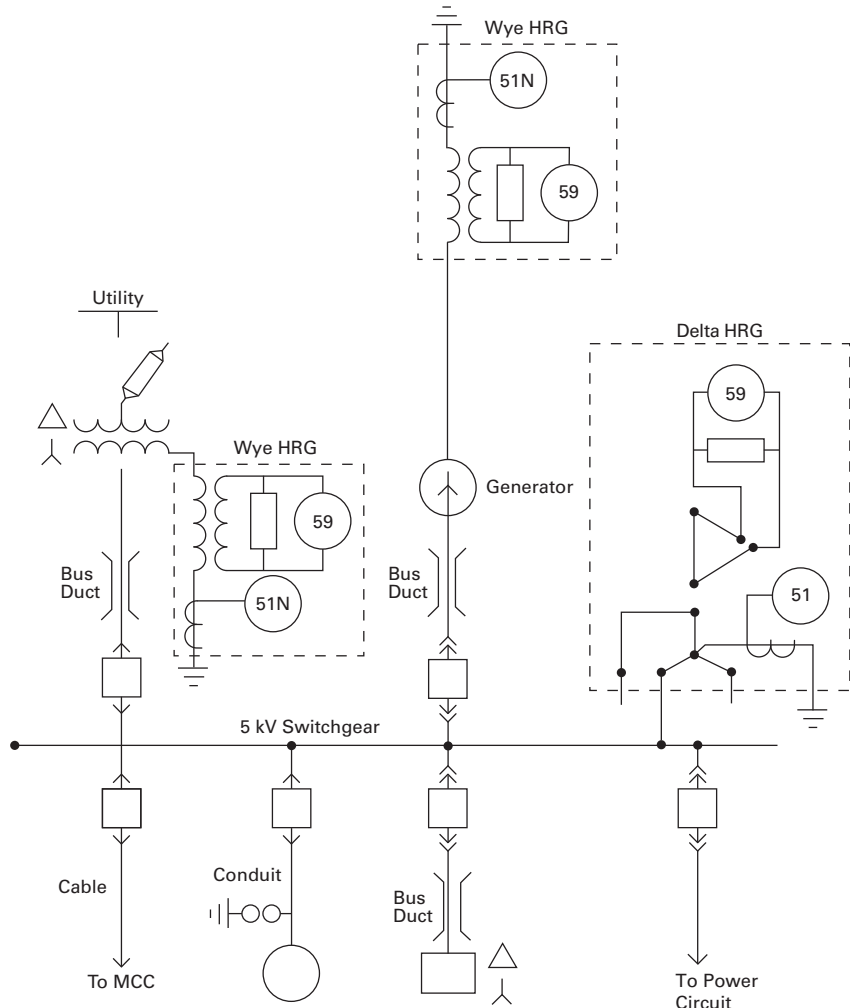 Wye HRG
51N
59
Utility
Delta HRG
59
Wye HRG
59
Generator
Bus
Duct
51N
Bus
Duct
51
5 kV Switchgear
Cable
Conduit
Bus
Duct
To MCC
To Power
Circuit